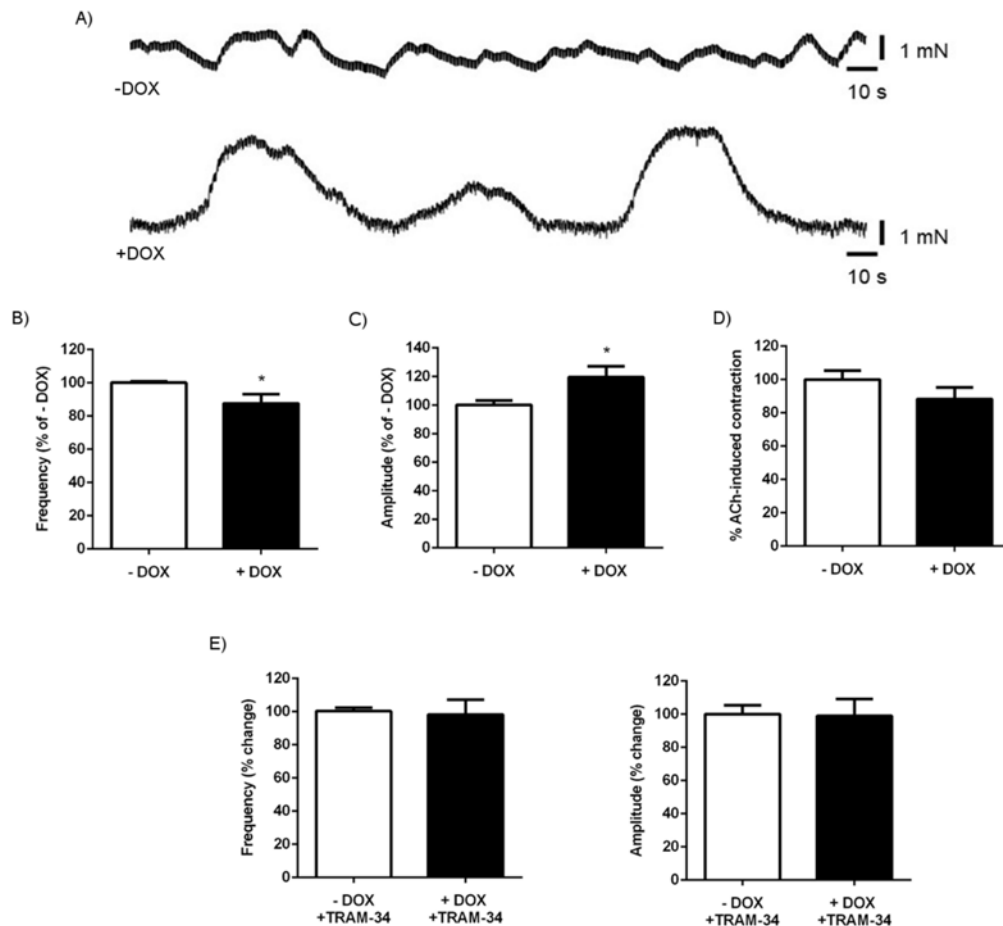 A)
-DOX
1 mN
10 s
+DOX
1 mN
10 s
B)
Frequency (% of - DOX)
120
100
80
60
40
20
0
*
- DOX
+ DOX
C)
Amplitude (% of - DOX)
140
120
100
80
60
40
20
0
*
- DOX
+ DOX
D)
% ACh-induced contraction
120
100
80
60
40
20
0
- DOX
+ DOX
E)
Frequency (% change)
120
100
80
60
40
20
0
- DOX
+TRAM-34
+ DOX
+TRAM-34
Amplitude (% change)
120
100
80
60
40
20
0
- DOX
+TRAM-34
+ DOX
+TRAM-34